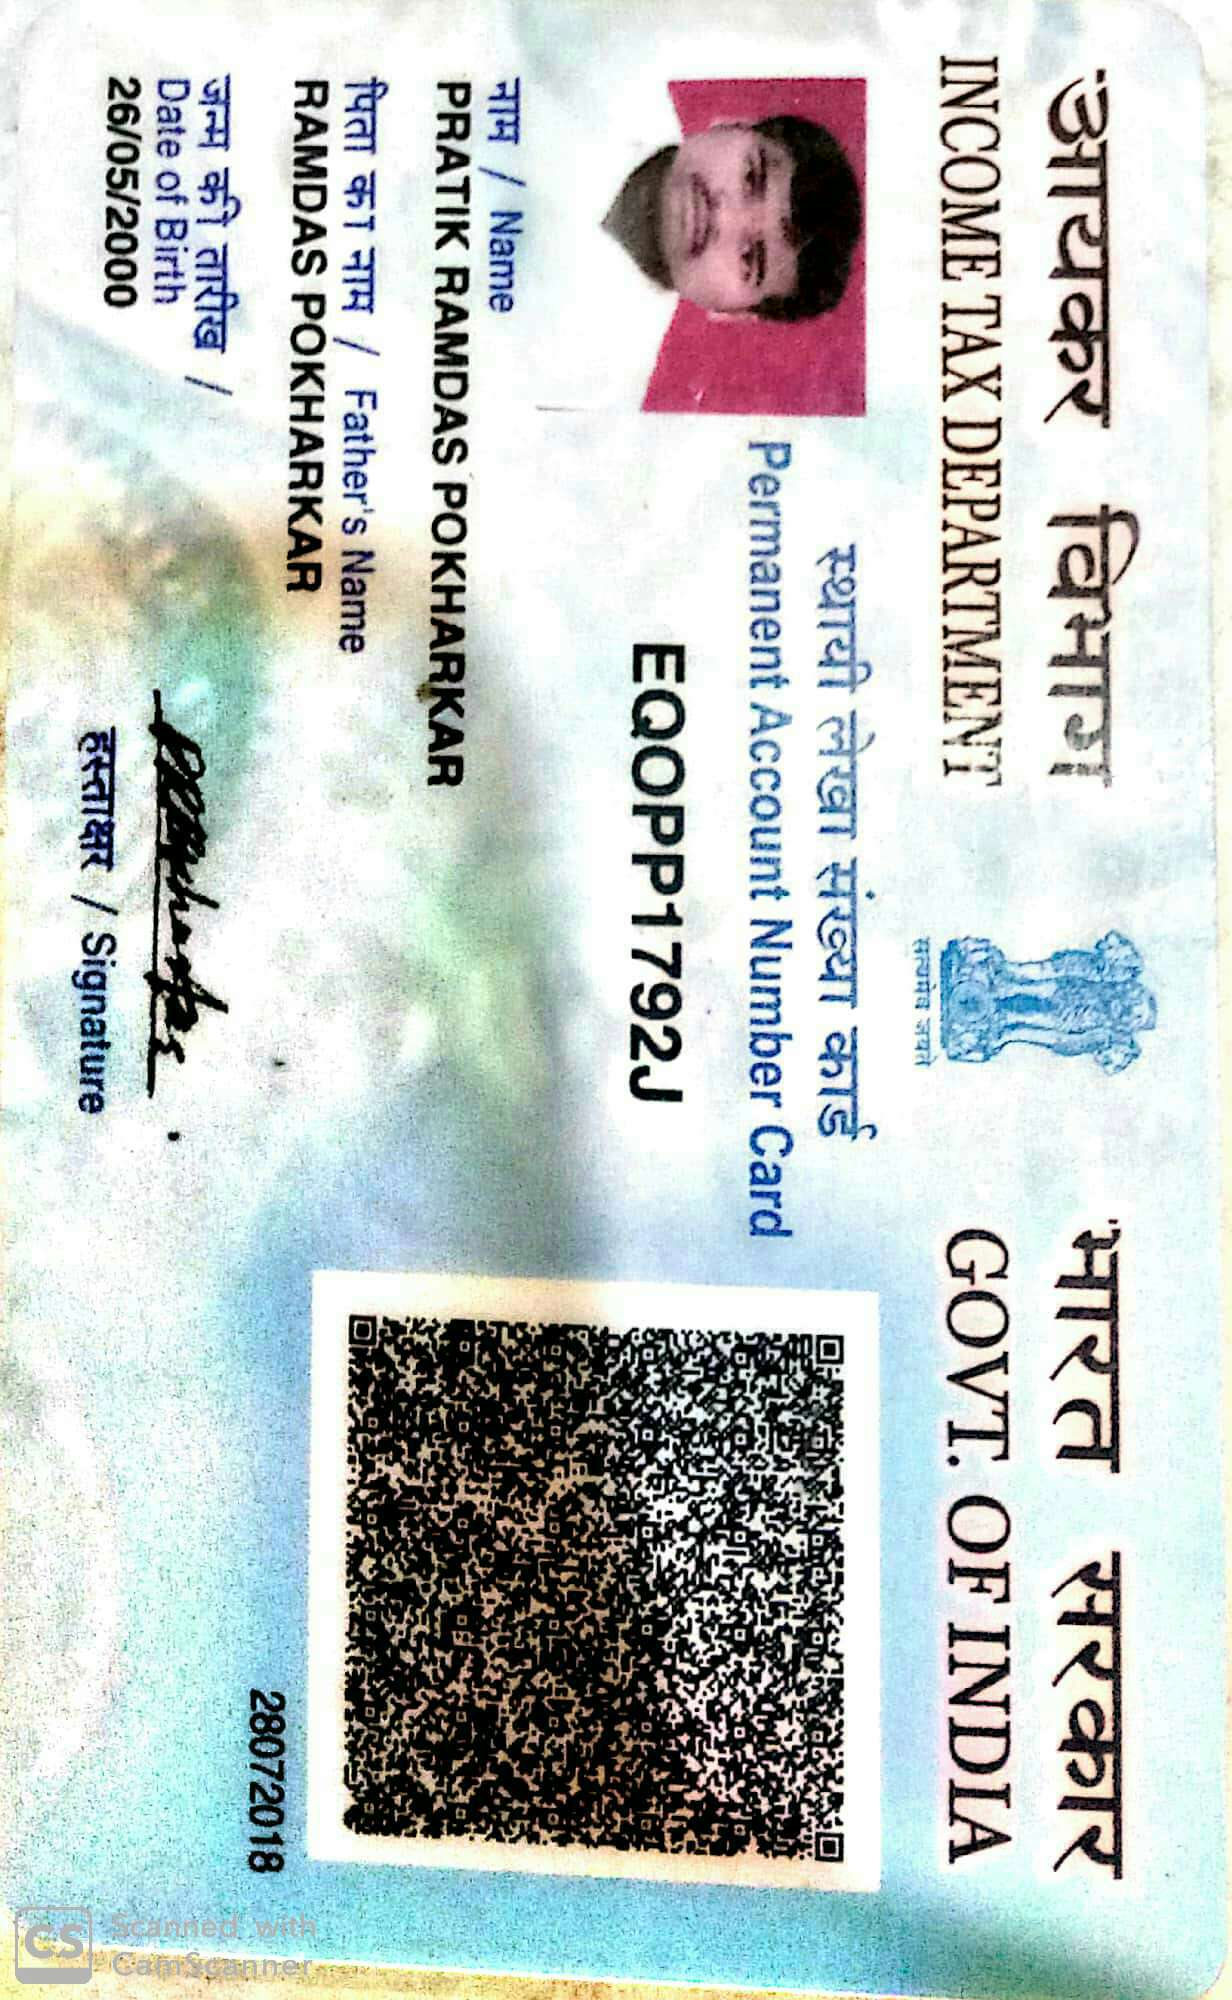 आयकर विभाग
INCOME TAX DEPARTMENT
सत्यमेव जयते
भारत सरकार
GOVT. OF INDIA
स्थायी लेखा संख्या कार्ड
Permanent Account Number Card
EQOPP1792J
नाम / Name
PRATIK RAMDAS POKHARKAR
पिता का नाम / Father's Name
RAMDAS POKHARKAR
जन्म की तारीख /
Date of Birth
26/05/2000
हस्ताक्षर / Signature
28072018
CS Scanned with
CamScanner